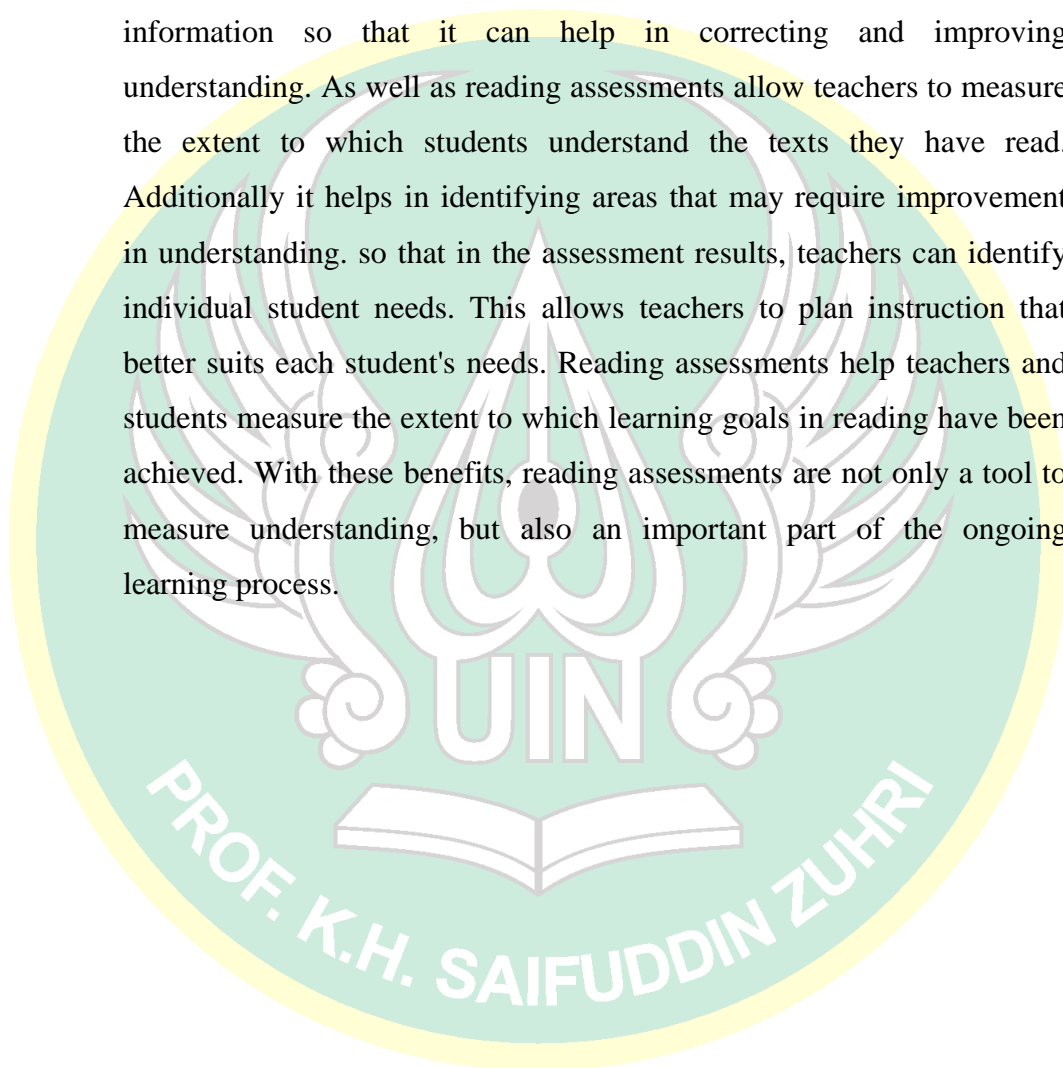 information so that it can help in correcting and improving
understanding. As well as reading assessments allow teachers to measure
the extent to which students understand the texts they have read.
Additionally it helps in identifying areas that may require improvement
in understanding. so that in the assessment results, teachers can identify
individual student needs. This allows teachers to plan instruction that
better suits each student's needs. Reading assessments help teachers and
students measure the extent to which learning goals in reading have been
achieved. With these benefits, reading assessments are not only a tool to
measure understanding, but also an important part of the ongoing
learning process.
UIN
PROF. K.H. SAIFUDDIN ZUHRI